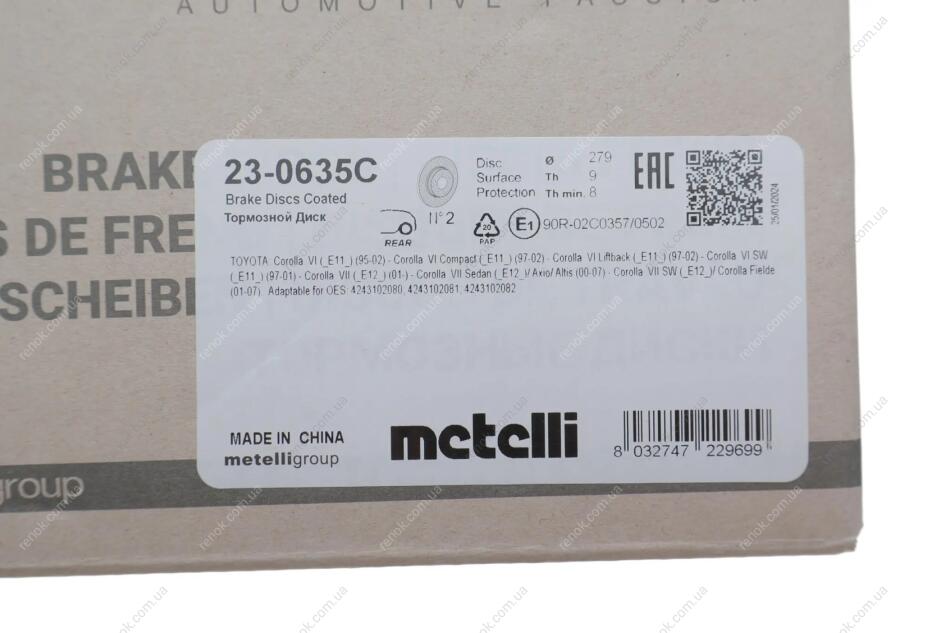 AUTOMOTIVE PASSION
BRAKE
S DE FRE
SCHEIBE
group
23-0635C
Brake Discs Coated
Тормозной Диск
REAR
N° 2
Disc
Surface
Protection
ø 279
Th 9
Th min. 8
EAC
25/01/2024
20
PAP
E1 90R-02C0357/0502
TOYOTA Corolla VI (_E11_) (95-02) - Corolla VI Compact (_E11_) (97-02) - Corolla VI Liftback (_E11_) (97-02) - Corolla VI SW
(_E11_) (97-01) - Corolla VII (_E12_) (01-) - Corolla VII Sedan (_E12_)/ Axio/ Altis (00-07) - Corolla VII SW (_E12_)/ Corolla Fielde
(01-07). Adaptable for OES: 4243102080, 4243102081, 4243102082
MADE IN CHINA
metelligroup
metelli
8 032747 229699
renok.com.ua